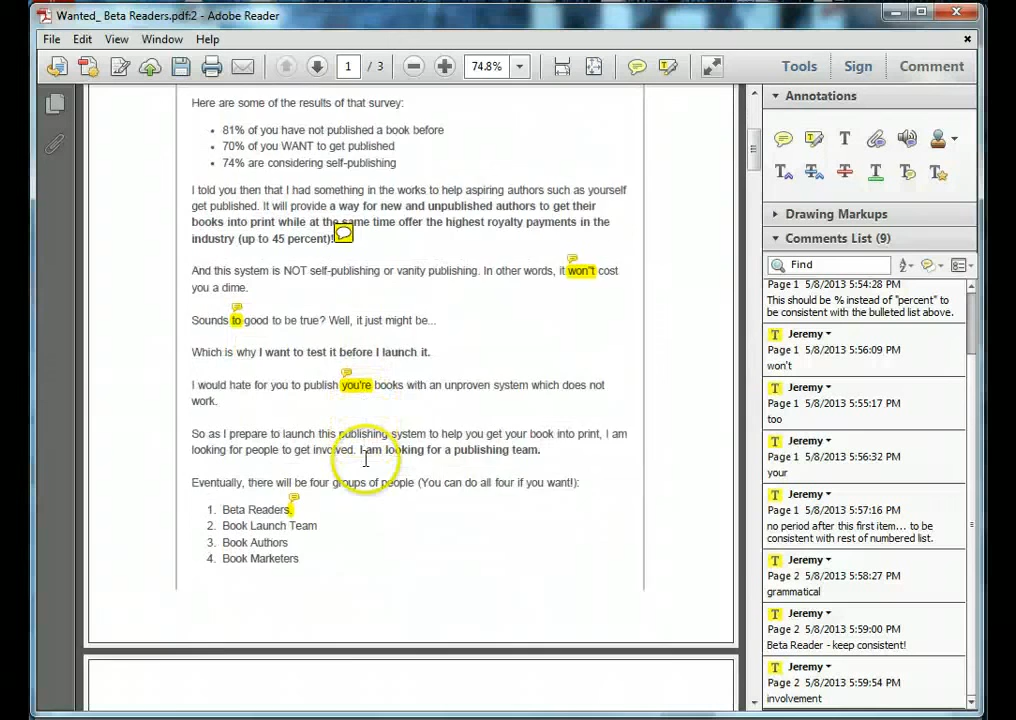 Wanted_ Beta Readers.pdf:2 - Adobe Reader
File Edit View Window Help
1 / 3 74.8% Tools Sign Comment
Here are some of the results of that survey:
• 81% of you have not published a book before
• 70% of you WANT to get published
• 74% are considering self-publishing
I told you then that I had something in the works to help aspiring authors such as yourself
get published. It will provide a way for new and unpublished authors to get their
books into print while at the same time offer the highest royalty payments in the
industry (up to 45 percent)!
And this system is NOT self-publishing or vanity publishing. In other words, it won"t cost
you a dime.
Sounds to good to be true? Well, it just might be...
Which is why I want to test it before I launch it.
I would hate for you to publish you're books with an unproven system which does not
work.
So as I prepare to launch this publishing system to help you get your book into print, I am
looking for people to get involved. I am looking for a publishing team.
Eventually, there will be four groups of people (You can do all four if you want!):
1. Beta Readers.
2. Book Launch Team
3. Book Authors
4. Book Marketers
Annotations
Drawing Markups
Comments List (9)
Find
Page 1 5/8/2013 5:54:28 PM
This should be % instead of "percent" to
be consistent with the bulleted list above.
Jeremy
Page 1 5/8/2013 5:56:09 PM
won't
Jeremy
Page 1 5/8/2013 5:55:17 PM
too
Jeremy
Page 1 5/8/2013 5:56:32 PM
your
Jeremy
Page 1 5/8/2013 5:57:16 PM
no period after this first item... to be
consistent with rest of numbered list.
Jeremy
Page 2 5/8/2013 5:58:27 PM
grammatical
Jeremy
Page 2 5/8/2013 5:59:00 PM
Beta Reader - keep consistent!
Jeremy
Page 2 5/8/2013 5:59:54 PM
involvement